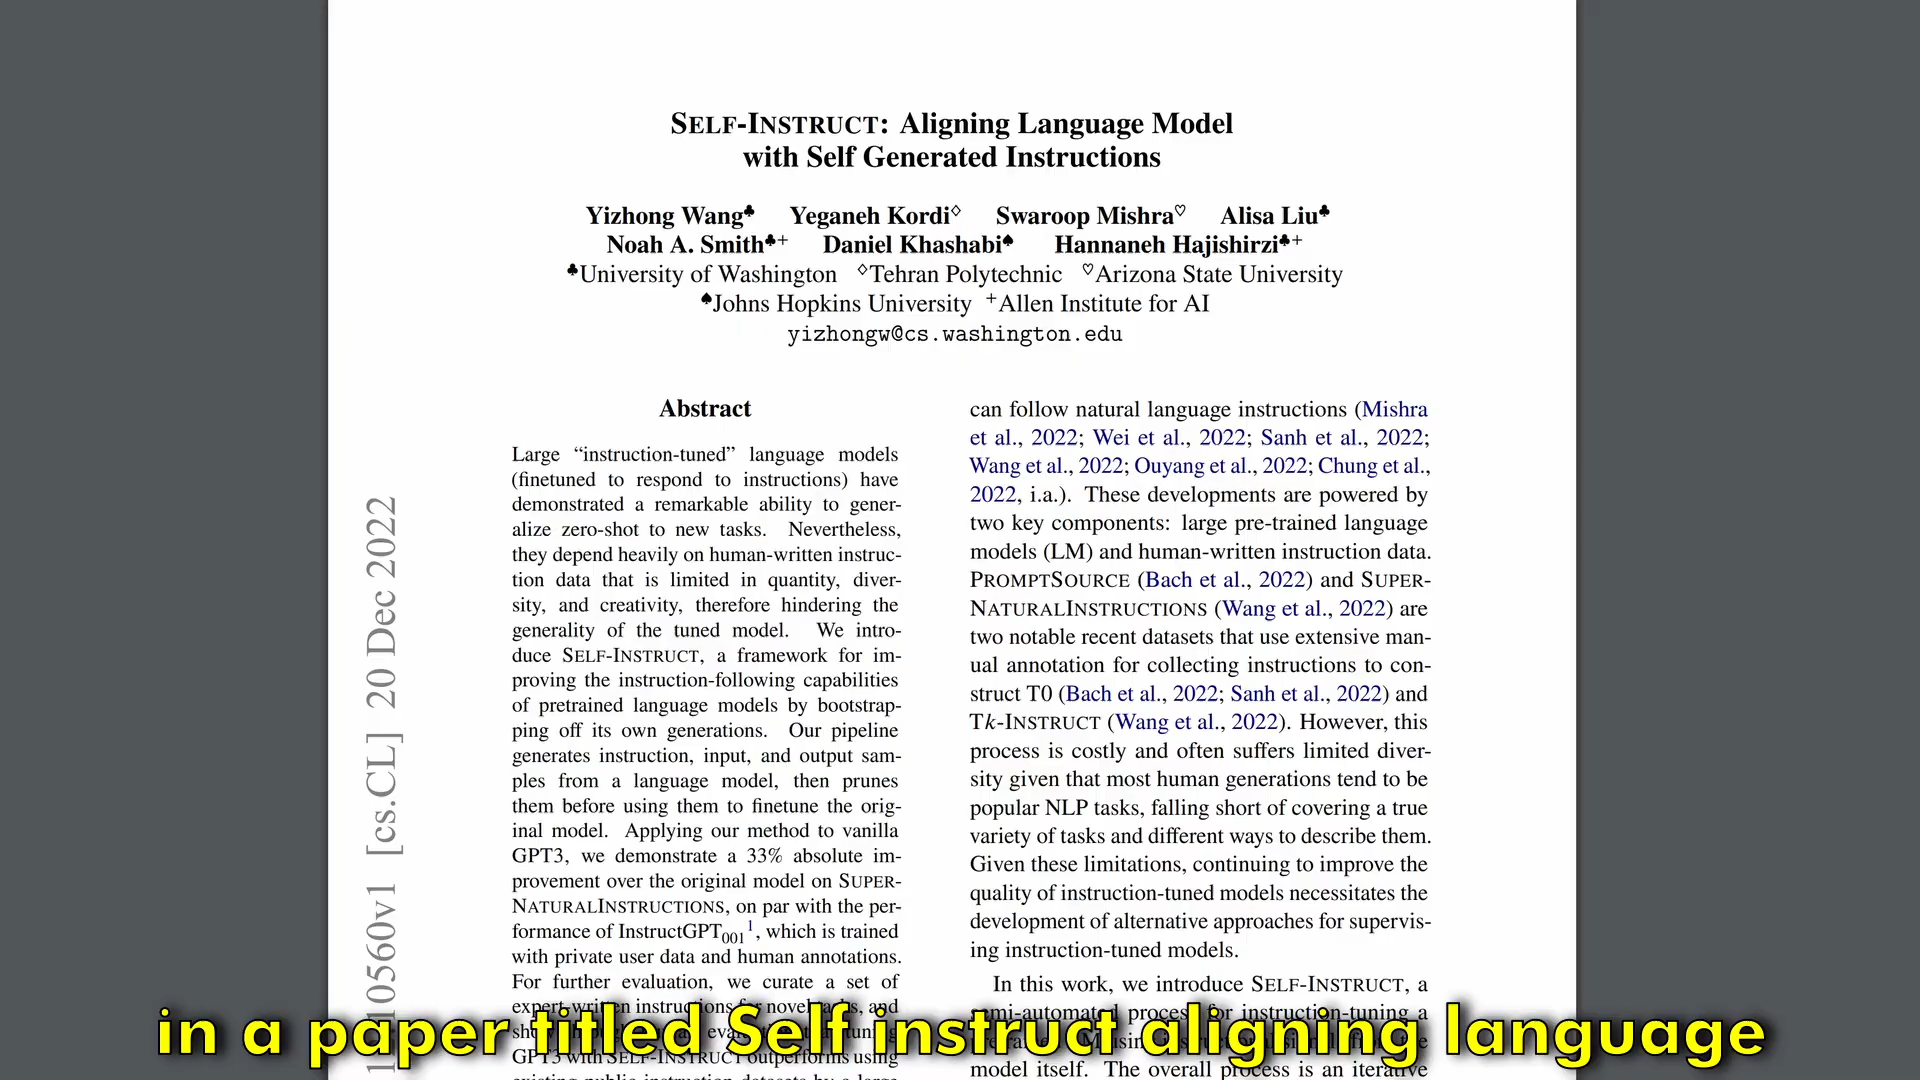 SELF-INSTRUCT: Aligning Language Model
with Self Generated Instructions
Yizhong Wang♣ Yeganeh Kordi♢ Swaroop Mishra♡ Alisa Liu♣
Noah A. Smith♣+ Daniel Khashabi♠ Hannaneh Hajishirzi♣+
♣University of Washington ♢Tehran Polytechnic ♡Arizona State University
♠Johns Hopkins University +Allen Institute for AI
yizhongw@cs.washington.edu
Abstract
Large “instruction-tuned” language models
(finetuned to respond to instructions) have
demonstrated a remarkable ability to gener-
alize zero-shot to new tasks. Nevertheless,
they depend heavily on human-written instruc-
tion data that is limited in quantity, diver-
sity, and creativity, therefore hindering the
generality of the tuned model. We intro-
duce SELF-INSTRUCT, a framework for im-
proving the instruction-following capabilities
of pretrained language models by bootstrap-
ping off its own generations. Our pipeline
generates instruction, input, and output sam-
ples from a language model, then prunes
them before using them to finetune the orig-
inal model. Applying our method to vanilla
GPT3, we demonstrate a 33% absolute im-
provement over the original model on SUPER-
NATURALINSTRUCTIONS, on par with the per-
formance of InstructGPT001 1, which is trained
with private user data and human annotations.
For further evaluation, we curate a set of
expert-written instructions for novel tasks, and
GPT3 with SELF-INSTRUCT outperforms using
can follow natural language instructions (Mishra
et al., 2022; Wei et al., 2022; Sanh et al., 2022;
Wang et al., 2022; Ouyang et al., 2022; Chung et al.,
2022, i.a.). These developments are powered by
two key components: large pre-trained language
models (LM) and human-written instruction data.
PROMPTSOURCE (Bach et al., 2022) and SUPER-
NATURALINSTRUCTIONS (Wang et al., 2022) are
two notable recent datasets that use extensive man-
ual annotation for collecting instructions to con-
struct T0 (Bach et al., 2022; Sanh et al., 2022) and
Tk-INSTRUCT (Wang et al., 2022). However, this
process is costly and often suffers limited diver-
sity given that most human generations tend to be
popular NLP tasks, falling short of covering a true
variety of tasks and different ways to describe them.
Given these limitations, continuing to improve the
quality of instruction-tuned models necessitates the
development of alternative approaches for supervis-
ing instruction-tuned models.
In this work, we introduce SELF-INSTRUCT, a
semi-automated process for instruction-tuning a
model itself. The overall process is an iterative
10560v1 [cs.CL] 20 Dec 2022
in a paper titled Self instruct aligning language